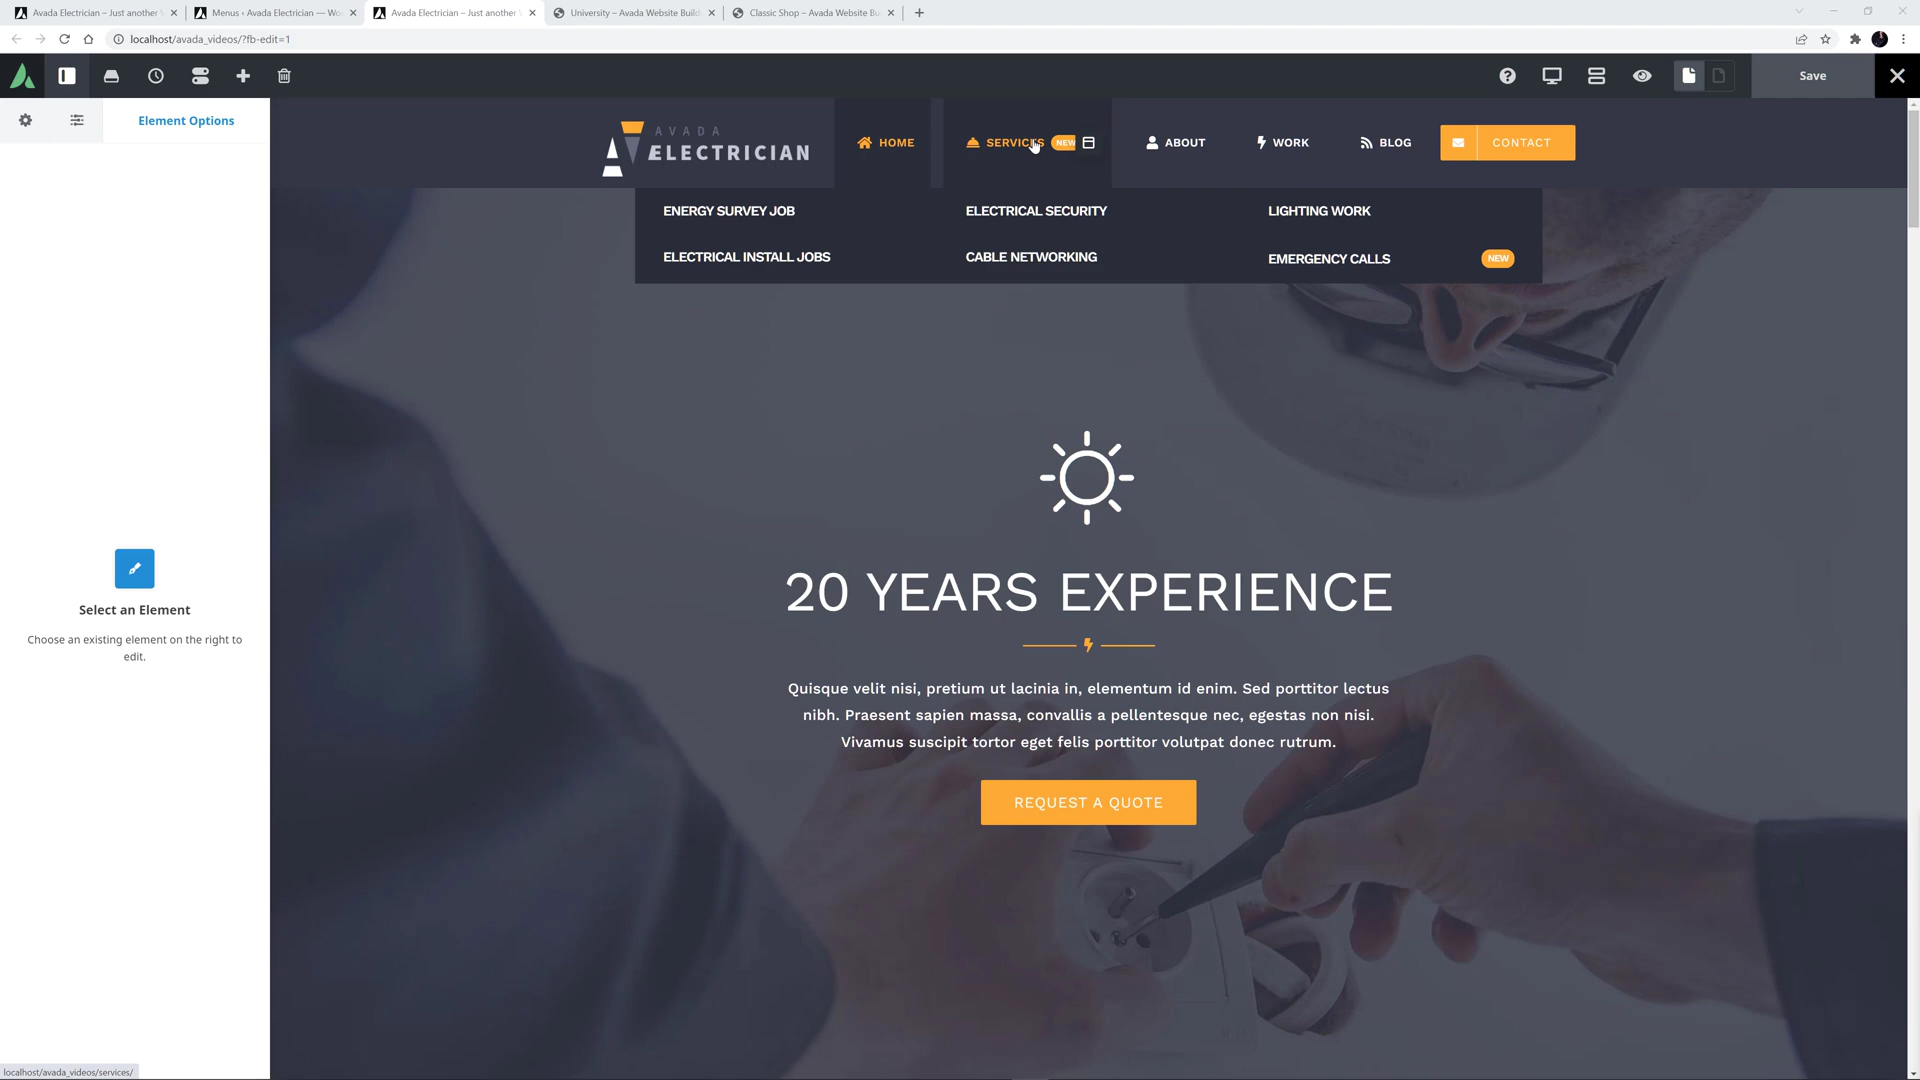 Avada Electrician – Just another
Menus ‹ Avada Electrician — Wo
Avada Electrician – Just another
University – Avada Website Build
Classic Shop – Avada Website Bu
localhost/avada_videos/?fb-edit=1
Save
Element Options
AVADA
ELECTRICIAN
HOME
SERVICES NEW
ABOUT
WORK
BLOG
CONTACT
ENERGY SURVEY JOB
ELECTRICAL SECURITY
LIGHTING WORK
ELECTRICAL INSTALL JOBS
CABLE NETWORKING
EMERGENCY CALLS
NEW
20 YEARS EXPERIENCE
Quisque velit nisi, pretium ut lacinia in, elementum id enim. Sed porttitor lectus
nibh. Praesent sapien massa, convallis a pellentesque nec, egestas non nisi.
Vivamus suscipit tortor eget felis porttitor volutpat donec rutrum.
REQUEST A QUOTE
Select an Element
Choose an existing element on the right to
edit.
localhost/avada_videos/services/